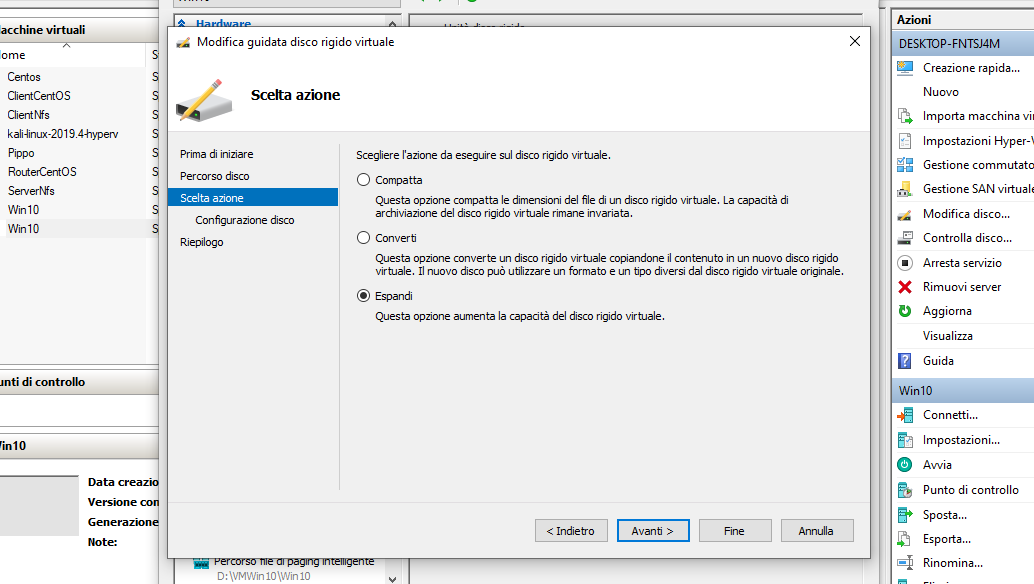 Hardware
Macchine virtuali
Nome
Centos
ClientCentOS
ClientNfs
kali-linux-2019.4-hyperv
Pippo
RouterCentOS
ServerNfs
Win10
Win10
Punti di controllo
Win10
Data creazio
Versione con
Generazione
Note:
Modifica guidata disco rigido virtuale
Scelta azione
Prima di iniziare
Percorso disco
Scelta azione
Configurazione disco
Riepilogo
Scegliere l'azione da eseguire sul disco rigido virtuale.
Compatta
Questa opzione compatta le dimensioni del file di un disco rigido virtuale. La capacità di
archiviazione del disco rigido virtuale rimane invariata.
Converti
Questa opzione converte un disco rigido virtuale copiandone il contenuto in un nuovo disco rigido
virtuale. Il nuovo disco può utilizzare un formato e un tipo diversi dal disco rigido virtuale originale.
Espandi
Questa opzione aumenta la capacità del disco rigido virtuale.
< Indietro
Avanti >
Fine
Annulla
Percorso file di paging intelligente
D:\VMWin10\Win10
Azioni
DESKTOP-FNTSJ4M
Creazione rapida...
Nuovo
Importa macchina vir
Impostazioni Hyper-V
Gestione commutato
Gestione SAN virtuale
Modifica disco...
Controlla disco...
Arresta servizio
Rimuovi server
Aggiorna
Visualizza
Guida
Win10
Connetti...
Impostazioni...
Avvia
Punto di controllo
Sposta...
Esporta...
Rinomina...